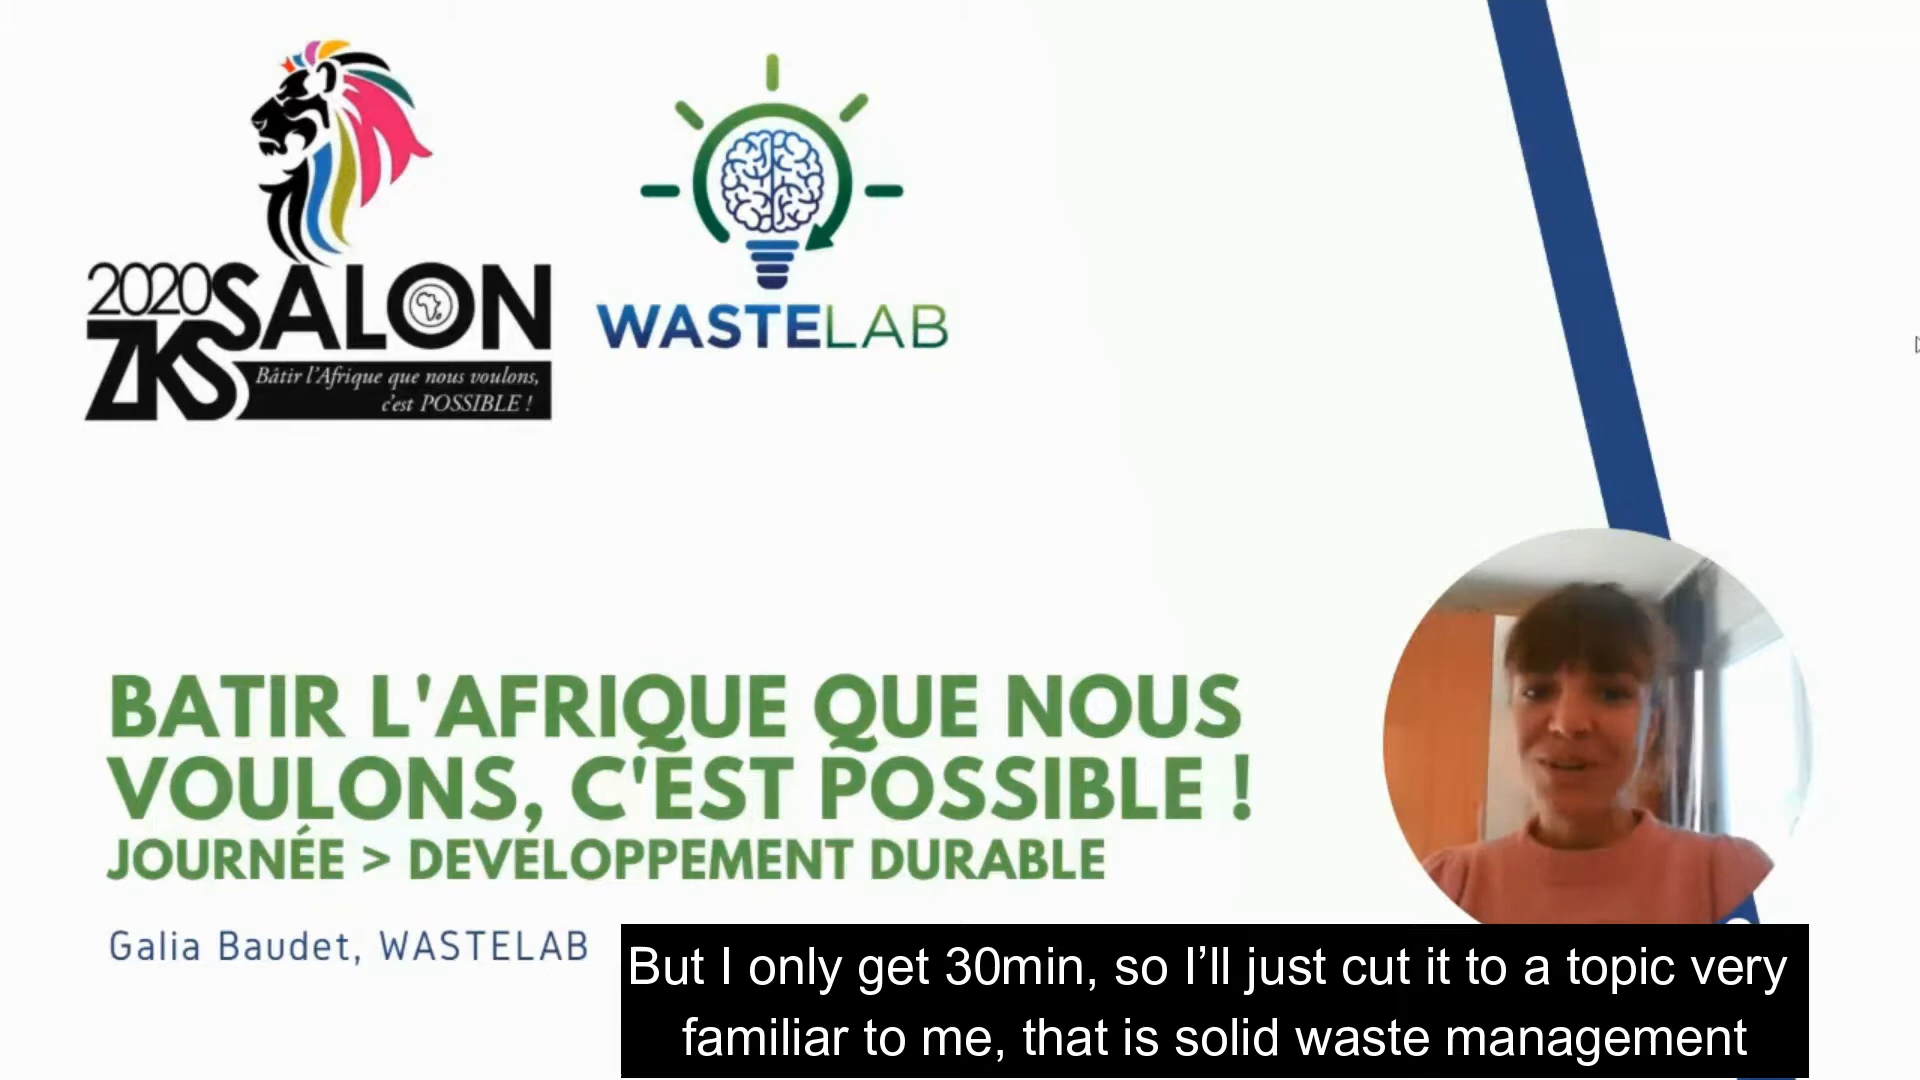 2020 SALON
ZKS
Bâtir l'Afrique que nous voulons,
c'est POSSIBLE !
WASTELAB
BATIR L'AFRIQUE QUE NOUS
VOULONS, C'EST POSSIBLE !
JOURNÉE > DEVELOPPEMENT DURABLE
Galia Baudet, WASTELAB
But I only get 30min, so I’ll just cut it to a topic very
familiar to me, that is solid waste management